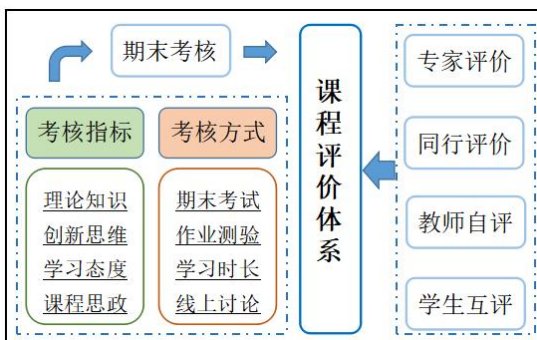 期末考核
考核指标
考核方式
理论知识
创新思维
学习态度
课程思政
期末考试
作业测验
学习时长
线上讨论
课程评价体系
专家评价
同行评价
教师自评
学生互评